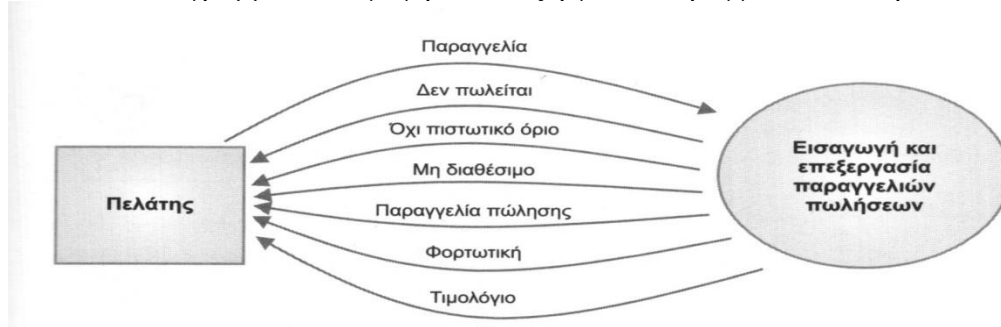 Παραγγελία
Δεν πωλείται
Όχι πιστωτικό όριο
Μη διαθέσιμο
Παραγγελία πώλησης
Φορτωτική
Τιμολόγιο
Πελάτης
Εισαγωγή και
επεξεργασία
παραγγελιών
πωλήσεων